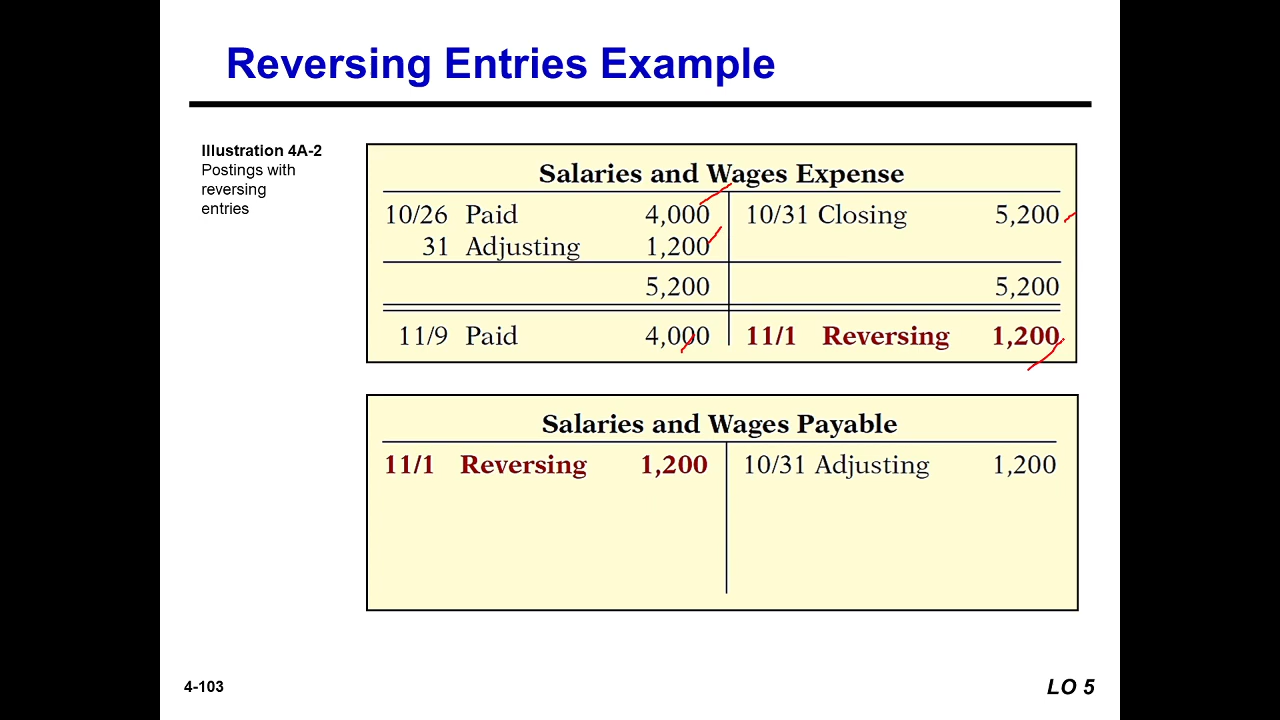 Reversing Entries Example
Illustration 4A-2
Postings with
reversing
entries
Salaries and Wages Expense
10/26 Paid 4,000 10/31 Closing 5,200
31 Adjusting 1,200
5,200 5,200
11/9 Paid 4,000 11/1 Reversing 1,200
Salaries and Wages Payable
11/1 Reversing 1,200 10/31 Adjusting 1,200
4-103 LO 5